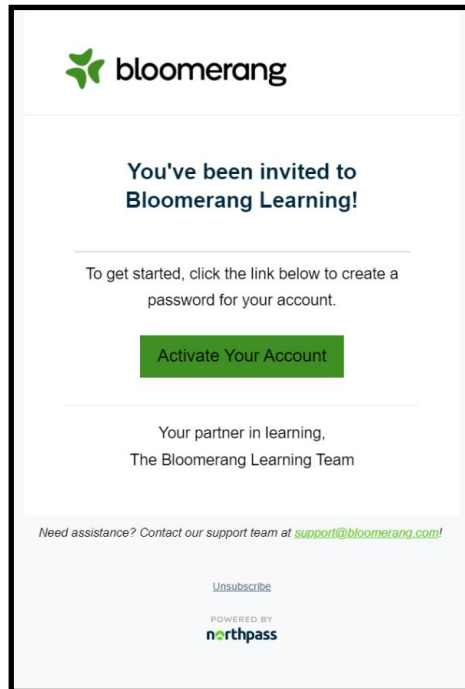 bloomerang
You've been invited to
Bloomerang Learning!
To get started, click the link below to create a
password for your account.
Activate Your Account
Your partner in learning,
The Bloomerang Learning Team
Need assistance? Contact our support team at support@bloomerang.com!
Unsubscribe
POWERED BY
northpass